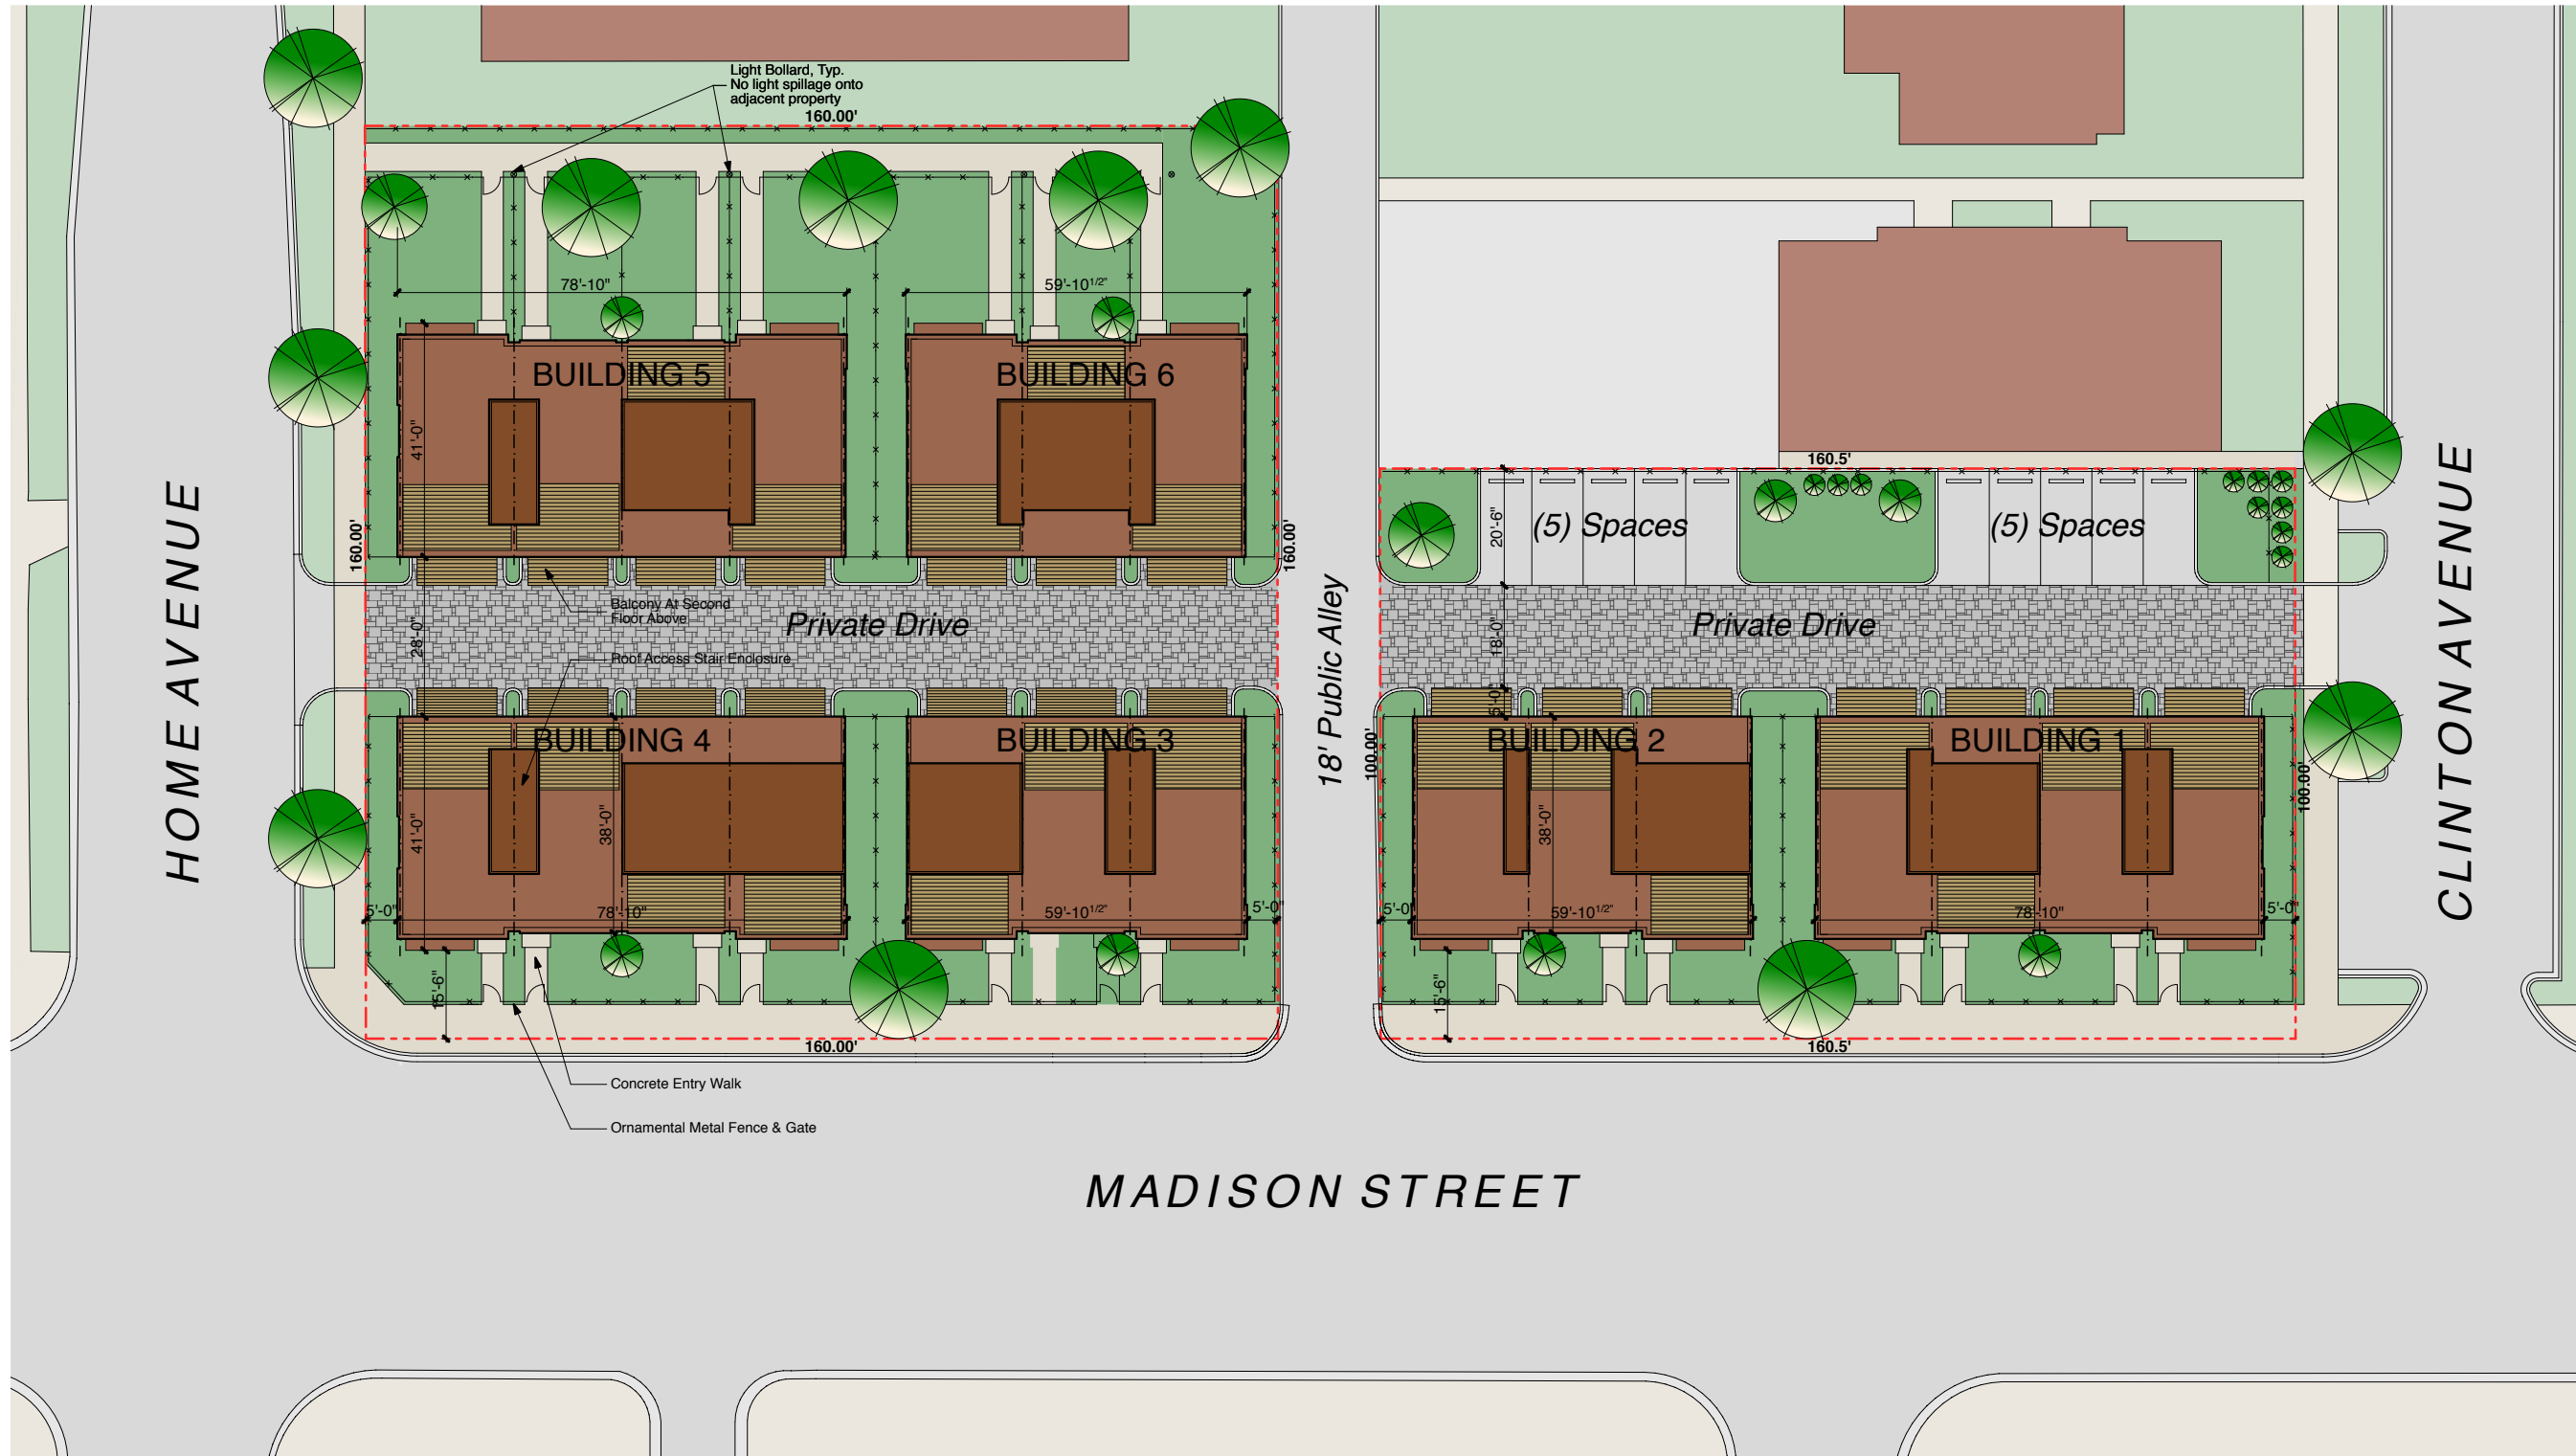 Light Bollard, Typ.
No light spillage onto
adjacent property
160.00'
78'-10"
59'-10 1/2"
BUILDING 5
BUILDING 6
41'-0"
160.00'
160.00'
160.5'
20'-6"
(5) Spaces
(5) Spaces
HOME AVENUE
CLINTON AVENUE
18' Public Alley
Balcony At Second
Floor Above
Private Drive
Private Drive
28'-0"
18'-0"
Roof Access Stair Enclosure
5'-0"
BUILDING 4
BUILDING 3
BUILDING 2
BUILDING 1
100.00'
100.00'
41'-0"
38'-0"
38'-0"
5'-0"
78'-10"
59'-10 1/2"
5'-0"
5'-0"
59'-10 1/2"
78'-10"
5'-0"
15'-6"
15'-6"
160.00'
160.5'
Concrete Entry Walk
Ornamental Metal Fence & Gate
MADISON STREET